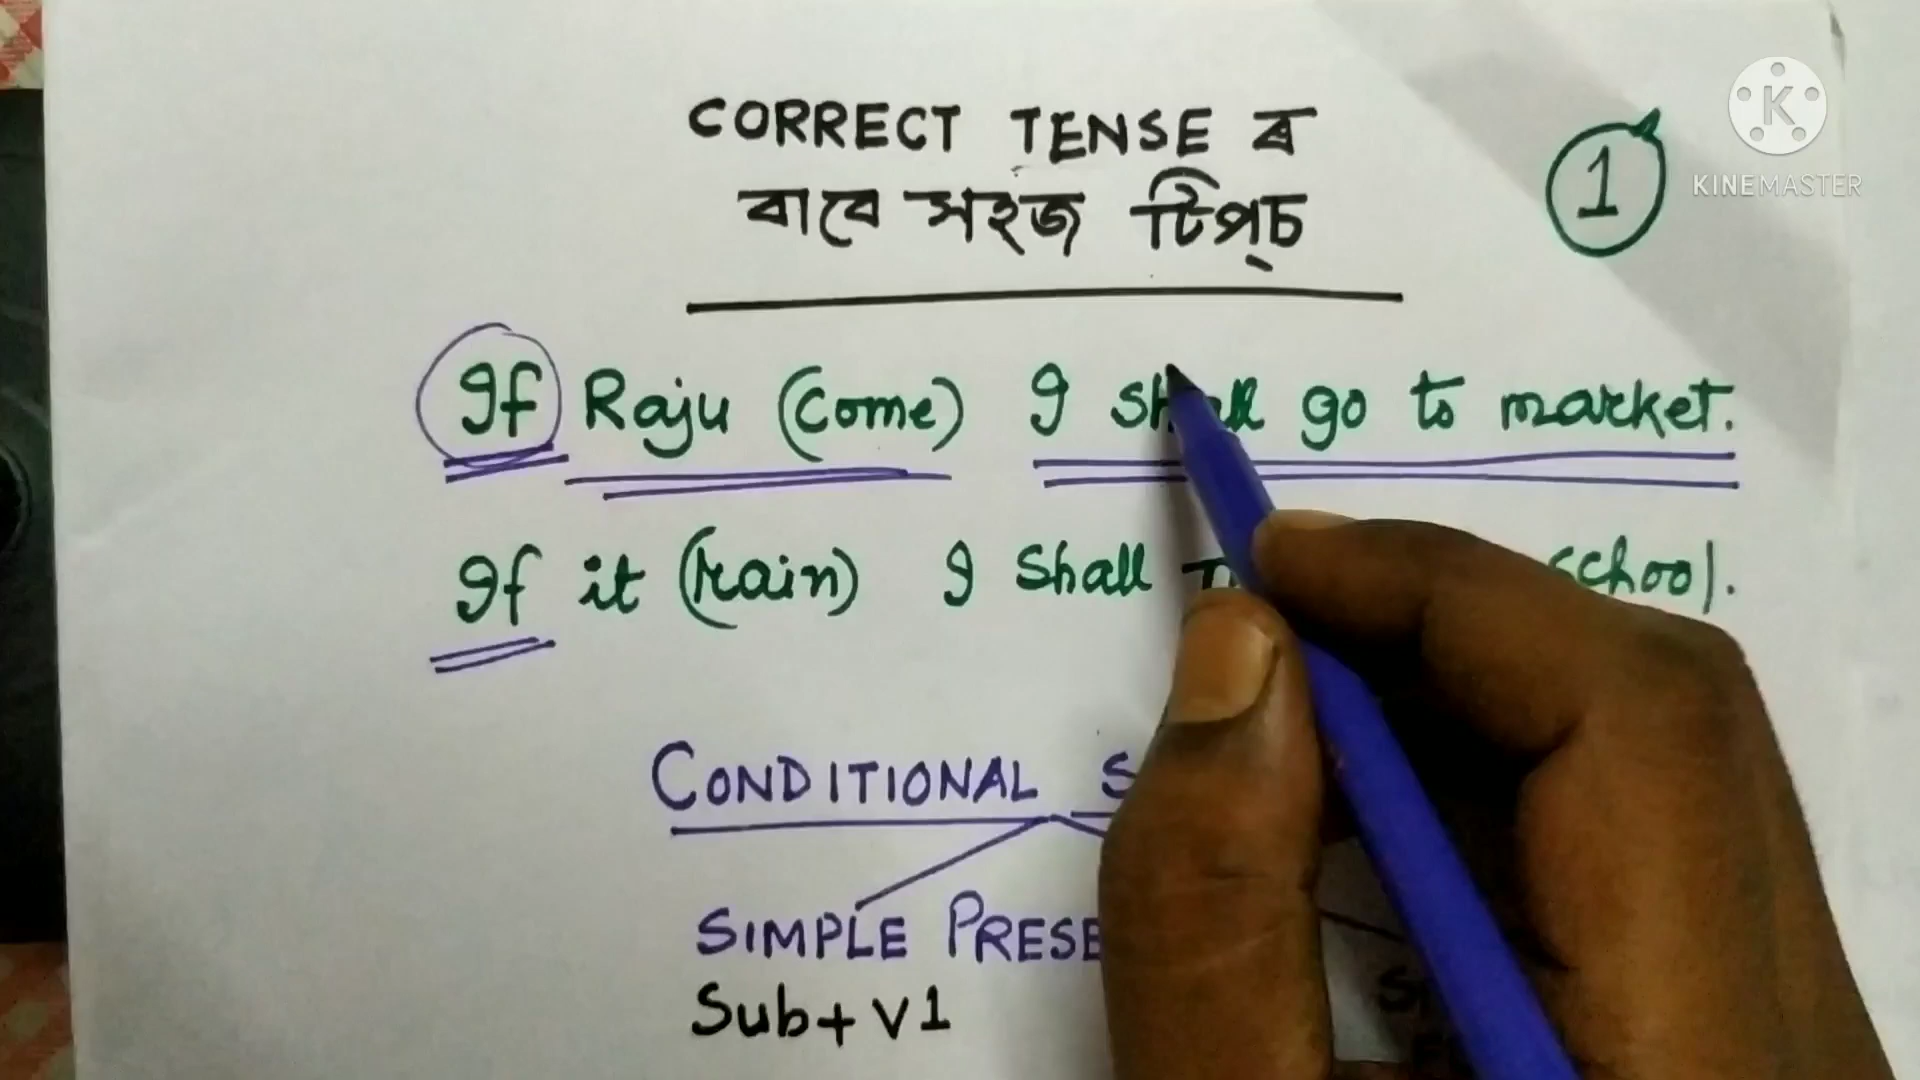 CORRECT TENSE ৰ
বাবে সহজ টিপ্চ
1
KINEMASTER
If Raju (come) I shall go to market.
If it (rain) I shall school.
CONDITIONAL
SIMPLE
Sub + V1